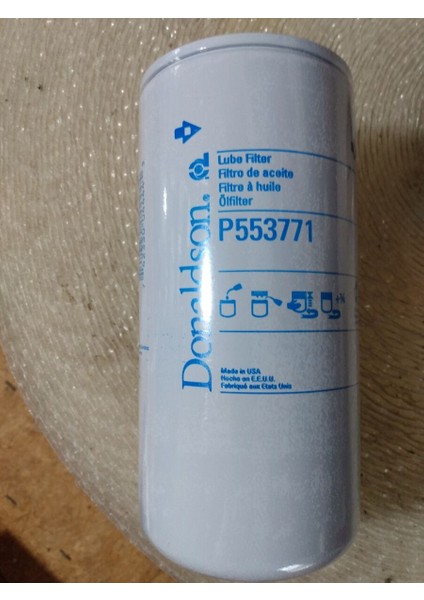 Donaldson.
Lube Filter
Filtro de aceite
Filtre à huile
Ölfilter
P553771
Made in USA
Hecho en E.E.U.U.
Fabriqué aux Etats Unis